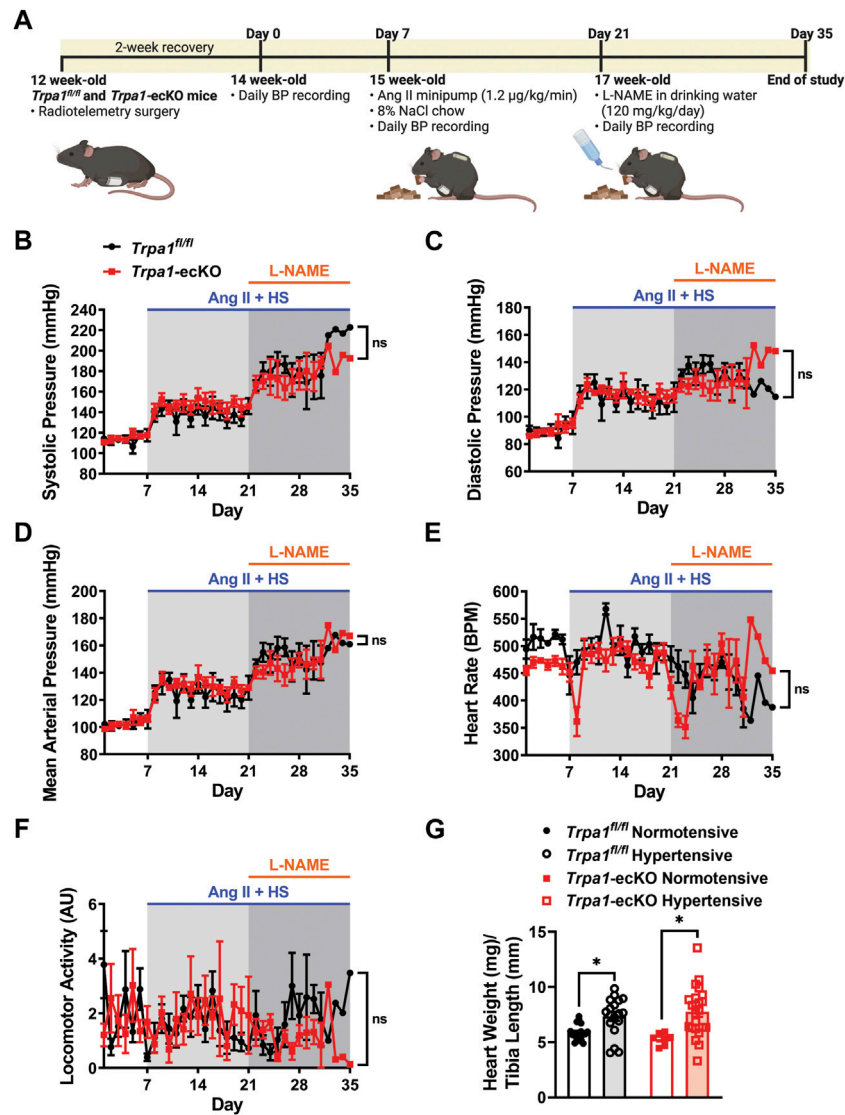 A
2-week recovery
Day 0
Day 7
Day 21
Day 35
12 week-old
Trpa1fl/fl and Trpa1-ecKO mice
• Radiotelemetry surgery
14 week-old
• Daily BP recording
15 week-old
• Ang II minipump (1.2 µg/kg/min)
• 8% NaCl chow
• Daily BP recording
17 week-old
• L-NAME in drinking water
(120 mg/kg/day)
• Daily BP recording
End of study
B
Trpa1fl/fl
Trpa1-ecKO
L-NAME
Ang II + HS
Systolic Pressure (mmHg)
240
220
200
180
160
140
120
100
80
7 14 21 28 35
Day
ns
C
L-NAME
Ang II + HS
Diastolic Pressure (mmHg)
180
160
140
120
100
80
60
7 14 21 28 35
Day
ns
D
L-NAME
Ang II + HS
Mean Arterial Pressure (mmHg)
200
180
160
140
120
100
80
7 14 21 28 35
Day
ns
E
L-NAME
Ang II + HS
Heart Rate (BPM)
600
550
500
450
400
350
300
7 14 21 28 35
Day
ns
F
L-NAME
Ang II + HS
Locomotor Activity (AU)
6
4
2
0
7 14 21 28 35
Day
ns
G
Trpa1fl/fl Normotensive
Trpa1fl/fl Hypertensive
Trpa1-ecKO Normotensive
Trpa1-ecKO Hypertensive
Heart Weight (mg)/
Tibia Length (mm)
15
10
5
0
*
*